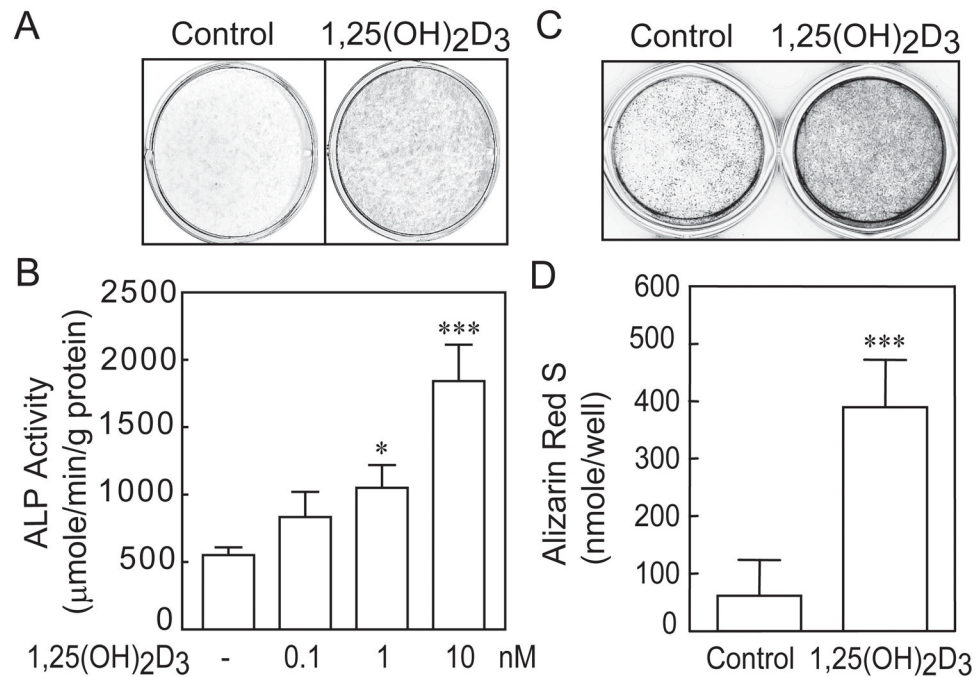 A
Control 1,25(OH)2D3
C
Control 1,25(OH)2D3
B
ALP Activity
(μmole/min/g protein)
2500
2000
1500
1000
500
0
*
***
1,25(OH)2D3 - 0.1 1 10 nM
D
Alizarin Red S
(nmole/well)
600
500
400
300
200
100
0
***
Control 1,25(OH)2D3